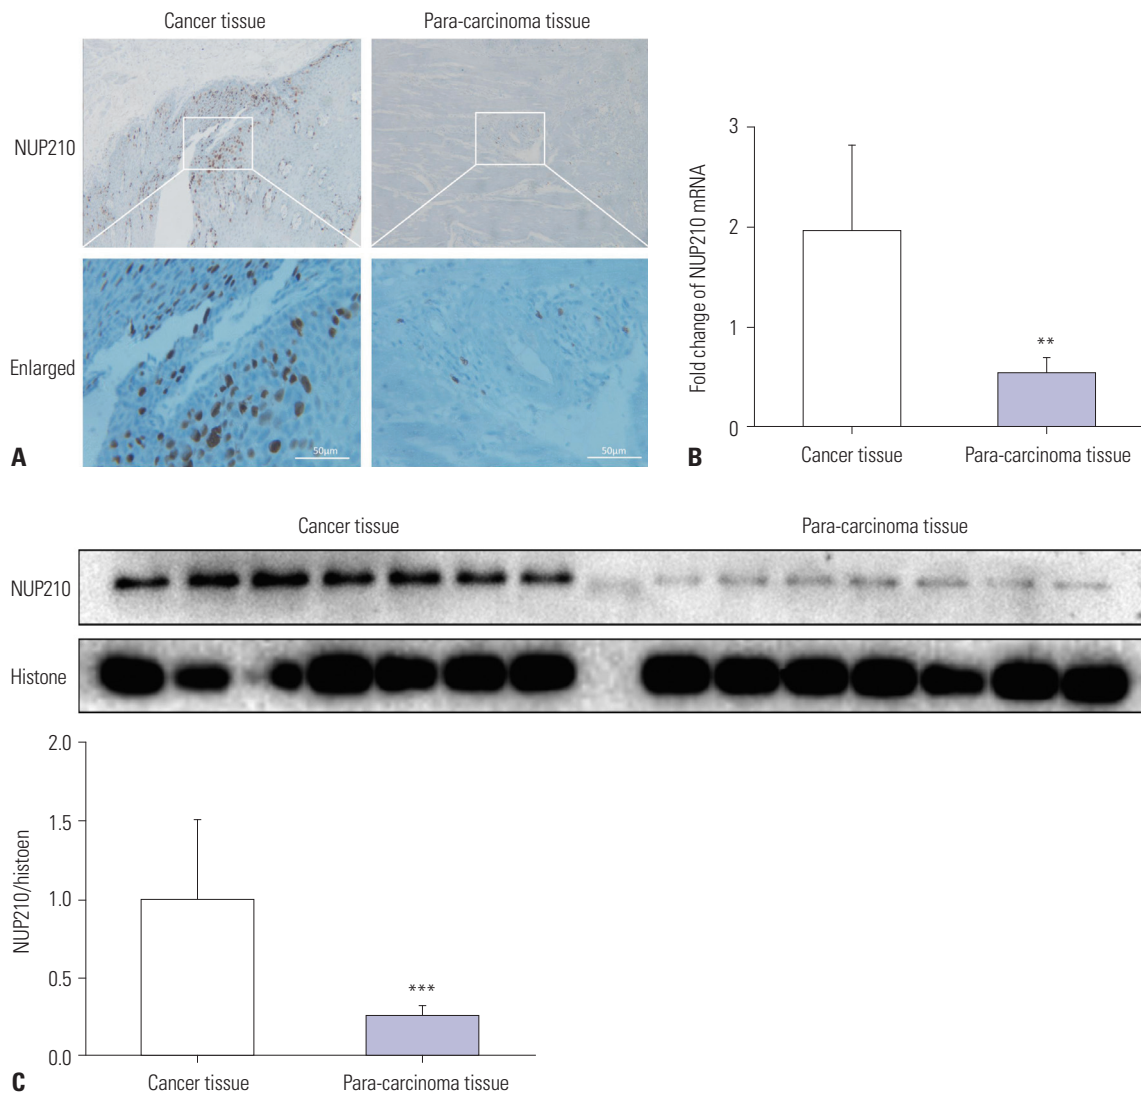 Cancer tissue
Para-carcinoma tissue
NUP210
Enlarged
50μm
50μm
A
3
2
1
0
Fold change of NUP210 mRNA
**
Cancer tissue
Para-carcinoma tissue
B
Cancer tissue
Para-carcinoma tissue
NUP210
Histone
2.0
1.5
1.0
0.5
0.0
NUP210/histoen
***
Cancer tissue
Para-carcinoma tissue
C